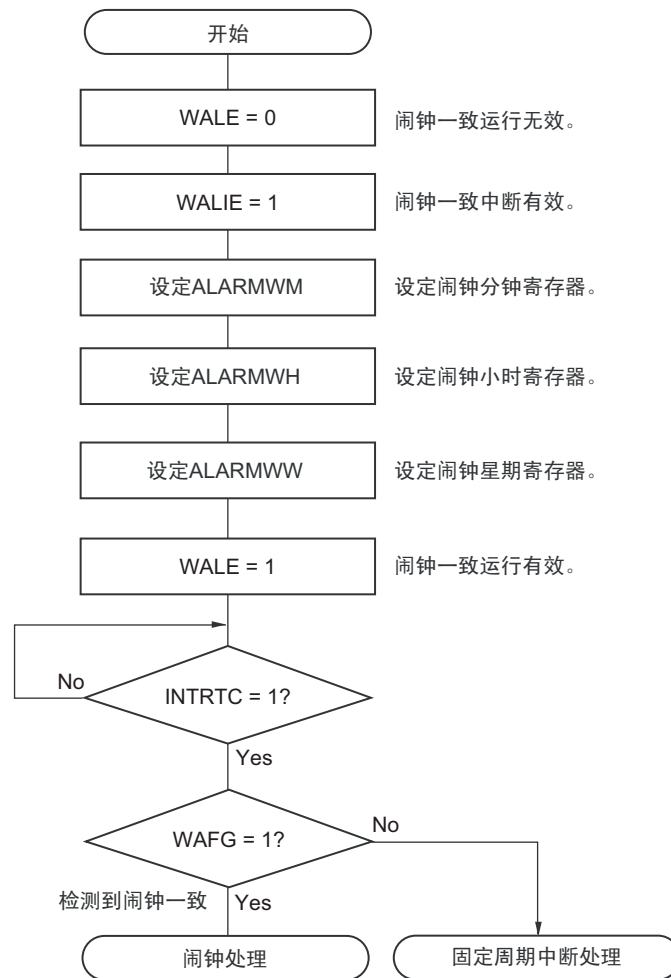 开始
WALE = 0
闹钟一致运行无效。
WALIE = 1
闹钟一致中断有效。
设定ALARMWM
设定闹钟分钟寄存器。
设定ALARMWH
设定闹钟小时寄存器。
设定ALARMWW
设定闹钟星期寄存器。
WALE = 1
闹钟一致运行有效。
No
INTRTC = 1?
Yes
WAFG = 1?
No
检测到闹钟一致
Yes
闹钟处理
固定周期中断处理